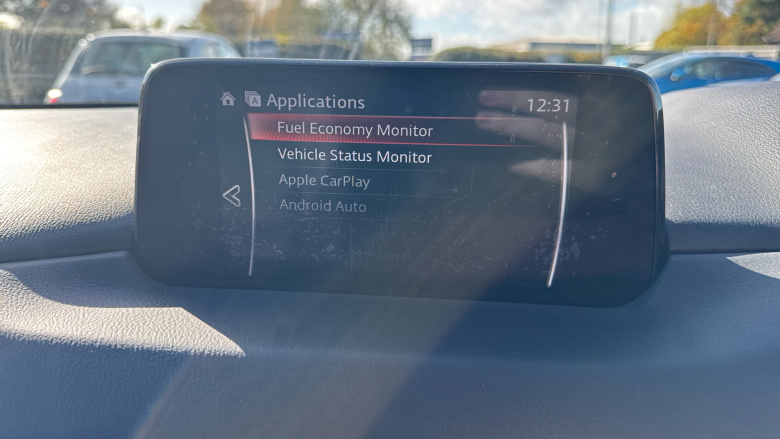 Applications
12:31
Fuel Economy Monitor
Vehicle Status Monitor
Apple CarPlay
Android Auto